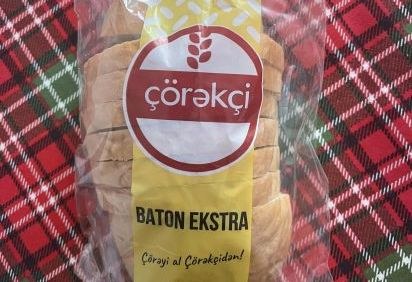 çörəkçi
BATON EKSTRA
Çörəyi al Çörəkçidən!